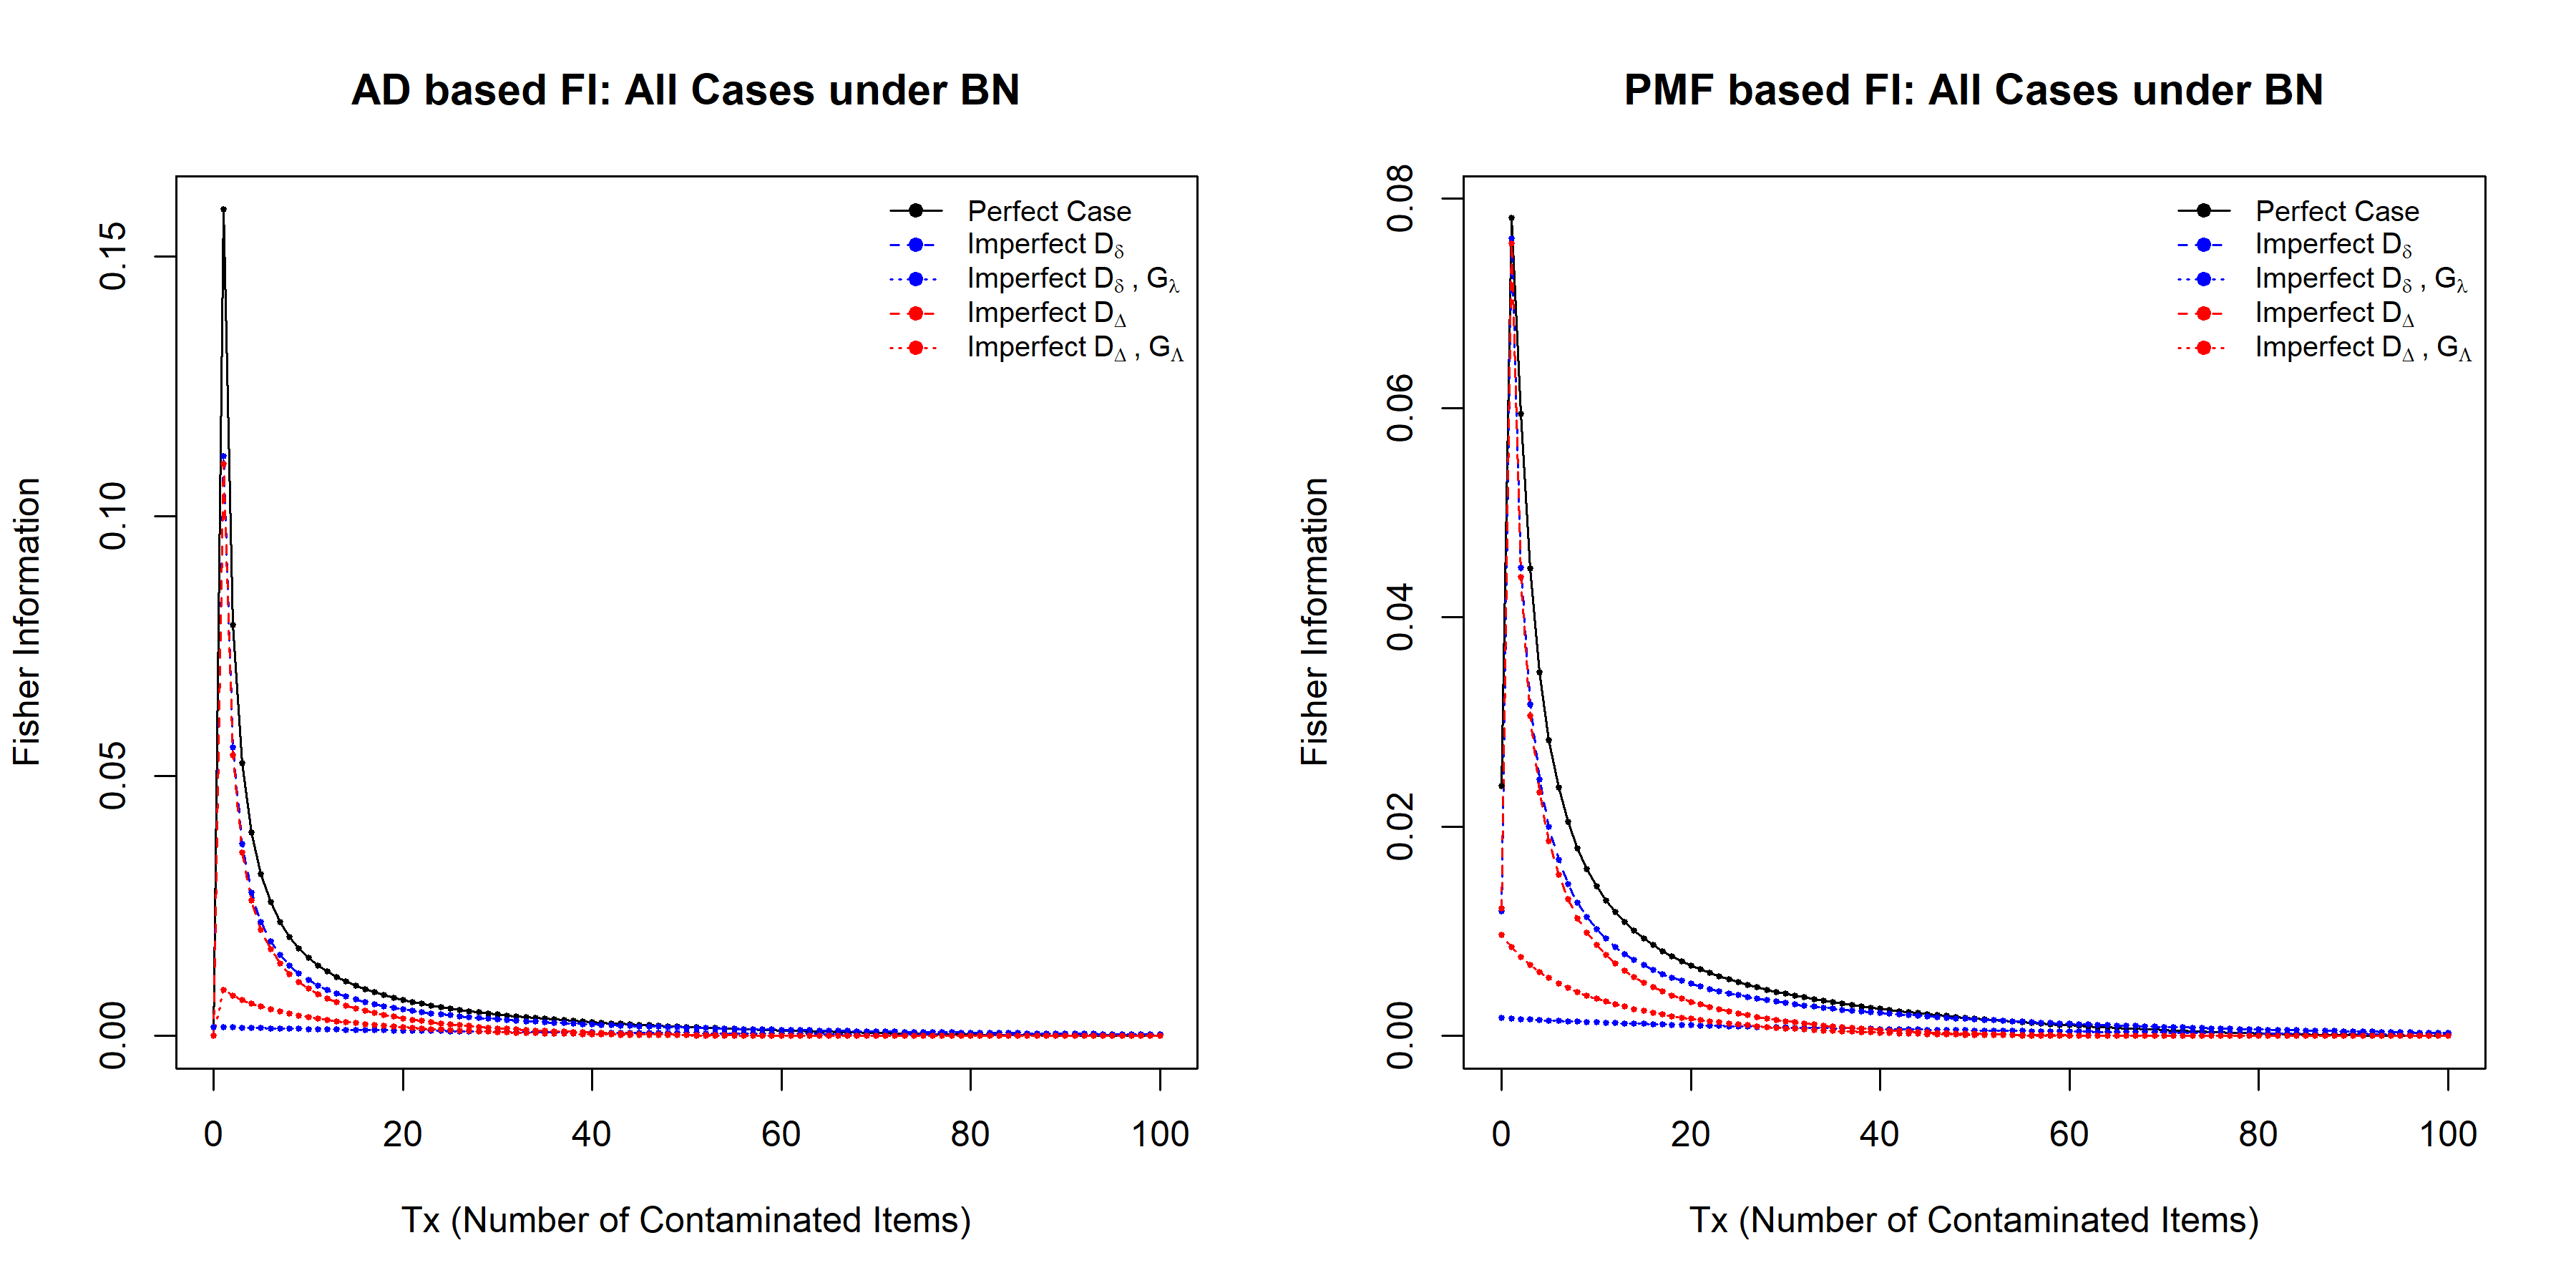 AD based FI: All Cases under BN
Fisher Information
0.15
0.10
0.05
0.00
Perfect Case
Imperfect Dδ
Imperfect Dδ , Gλ
Imperfect DΔ
Imperfect DΔ , GΛ
0 20 40 60 80 100
Tx (Number of Contaminated Items)
PMF based FI: All Cases under BN
Fisher Information
0.08
0.06
0.04
0.02
0.00
Perfect Case
Imperfect Dδ
Imperfect Dδ , Gλ
Imperfect DΔ
Imperfect DΔ , GΛ
0 20 40 60 80 100
Tx (Number of Contaminated Items)